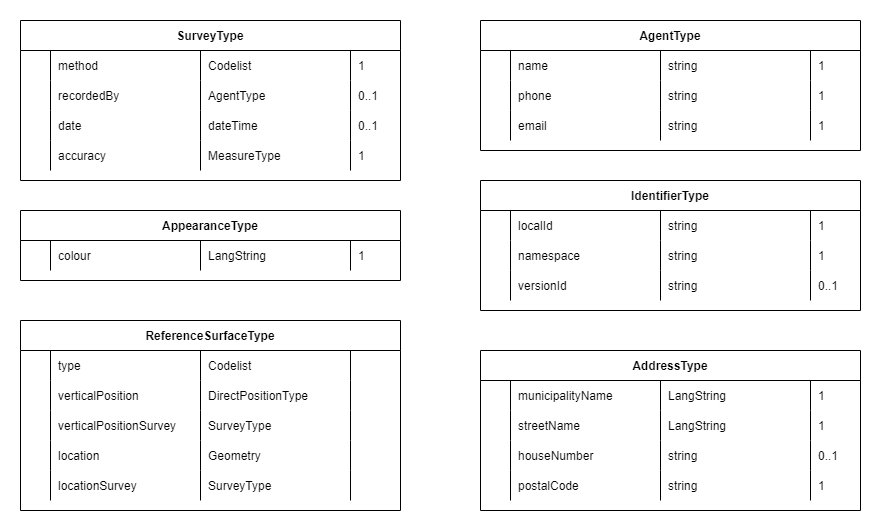 SurveyType
method Codelist 1
recordedBy AgentType 0..1
date dateTime 0..1
accuracy MeasureType 1
AppearanceType
colour LangString 1
ReferenceSurfaceType
type Codelist
verticalPosition DirectPositionType
verticalPositionSurvey SurveyType
location Geometry
locationSurvey SurveyType
AgentType
name string 1
phone string 1
email string 1
IdentifierType
localId string 1
namespace string 1
versionId string 0..1
AddressType
municipalityName LangString 1
streetName LangString 1
houseNumber string 0..1
postalCode string 1